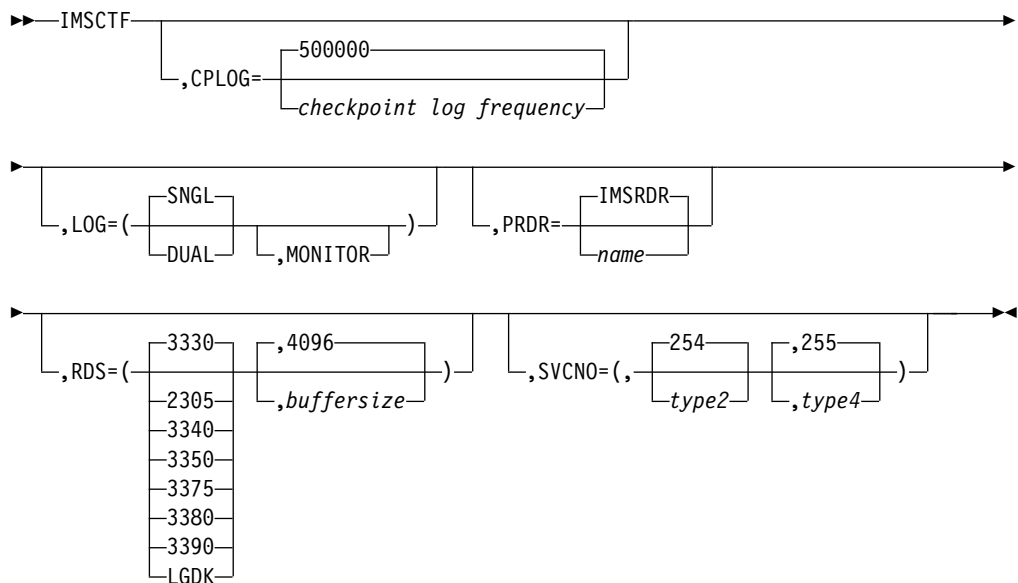 IMSCTF
500000
,CPLOG=
checkpoint log frequency
SNGL
IMSRDR
,LOG=(
)
,PRDR=
DUAL
,MONITOR
name
3330
,4096
254
,255
,RDS=(
)
,SVCNO=(,
)
2305
,buffersize
type2
,type4
3340
3350
3375
3380
3390
LGDK